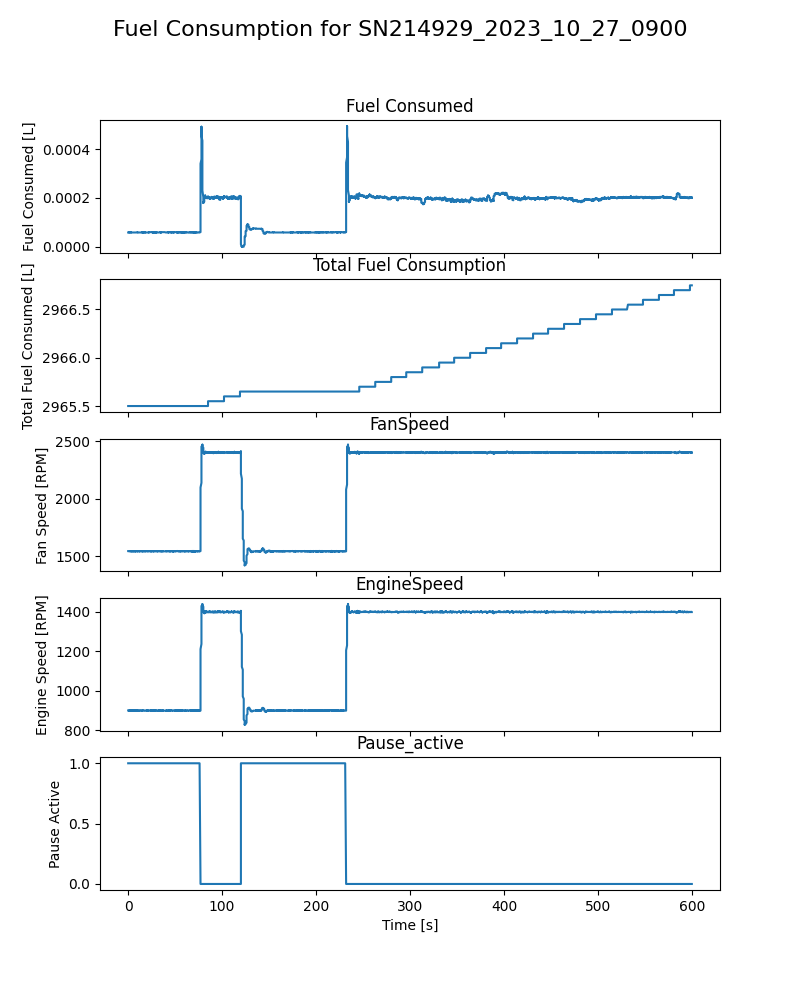 Fuel Consumption for SN214929_2023_10_27_0900
Fuel Consumed
Fuel Consumed [L]
0.0004
0.0002
0.0000
Total Fuel Consumption
Total Fuel Consumed [L]
2966.5
2966.0
2965.5
FanSpeed
Fan Speed [RPM]
2500
2000
1500
EngineSpeed
Engine Speed [RPM]
1400
1200
1000
800
Pause_active
Pause Active
1.0
0.5
0.0
0 100 200 300 400 500 600
Time [s]